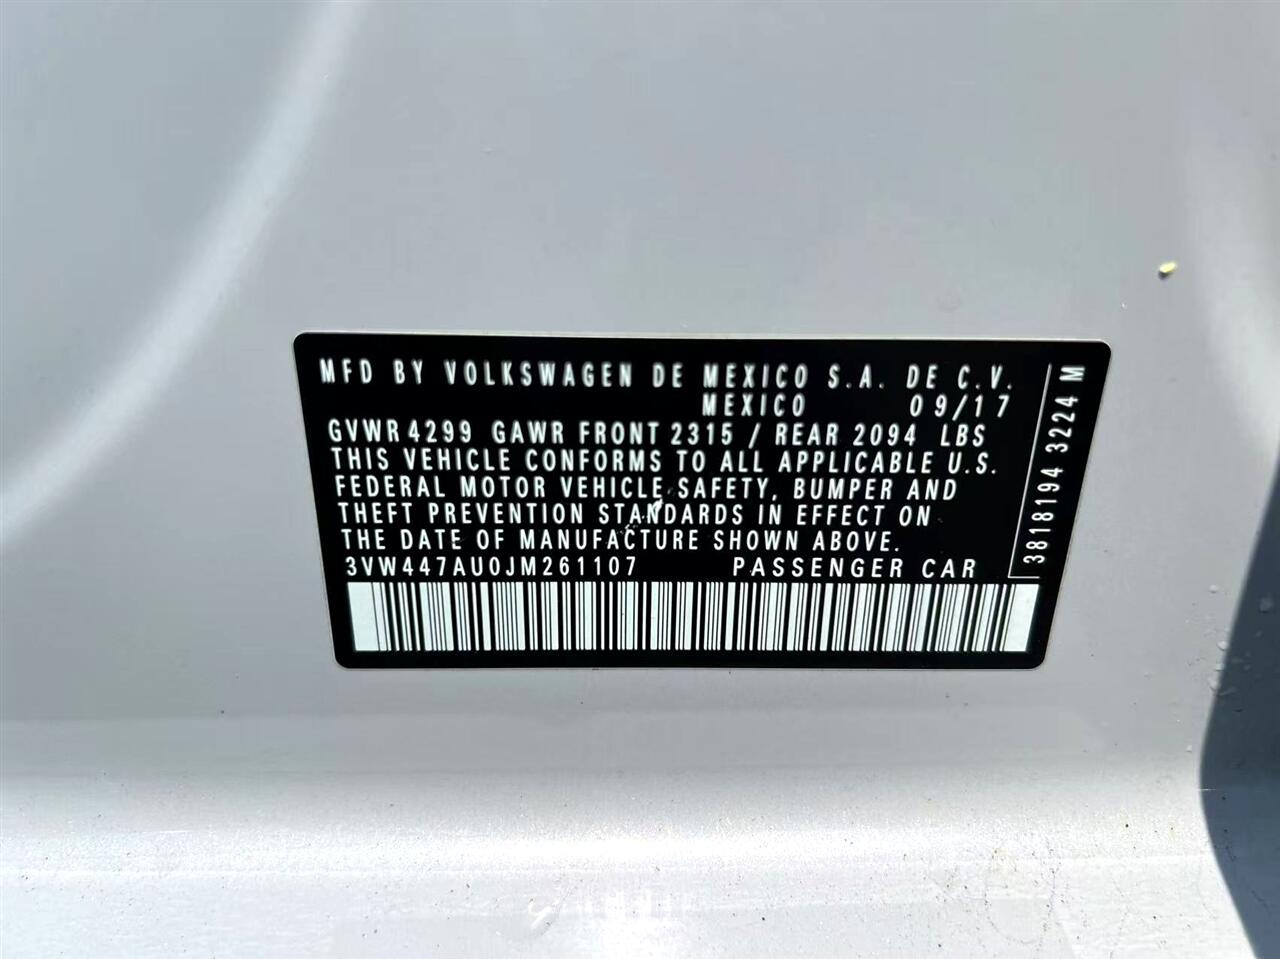 MFD BY VOLKSWAGEN DE MEXICO S.A. DE C.V.
MEXICO 09/17
GVWR 4299 GAWR FRONT 2315 / REAR 2094 LBS
THIS VEHICLE CONFORMS TO ALL APPLICABLE U.S.
FEDERAL MOTOR VEHICLE SAFETY, BUMPER AND
THEFT PREVENTION STANDARDS IN EFFECT ON
THE DATE OF MANUFACTURE SHOWN ABOVE.
3VW447AU0JM261107 PASSENGER CAR
3818194 3224 M